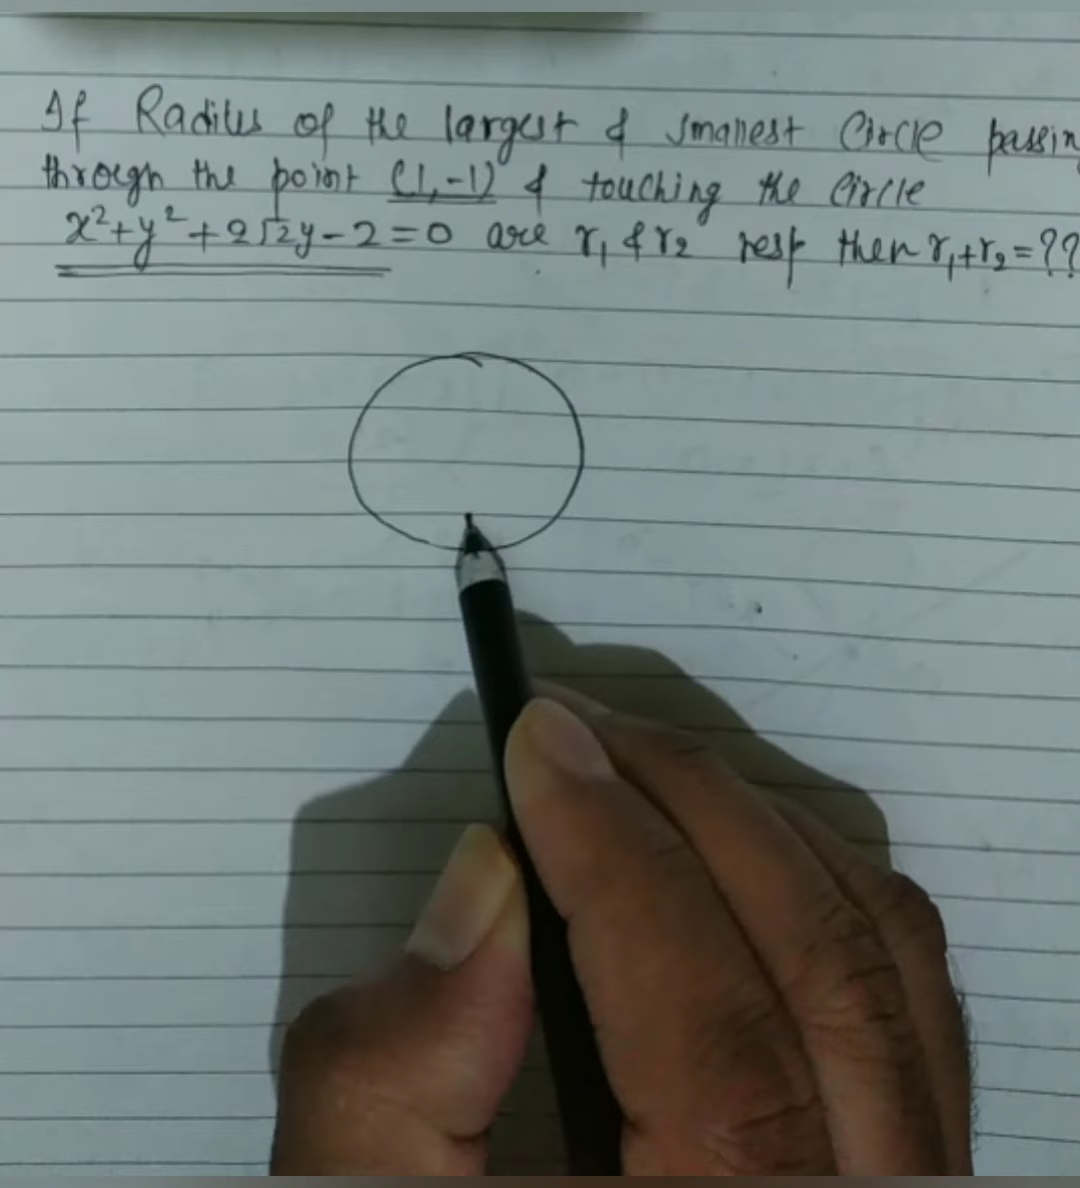 If Radius of the largest & smallest Circle passing
through the point (1,-1) & touching the Circle
x²+y²+2√2y-2=0 are r₁ & r₂ resp then r₁+r₂=??